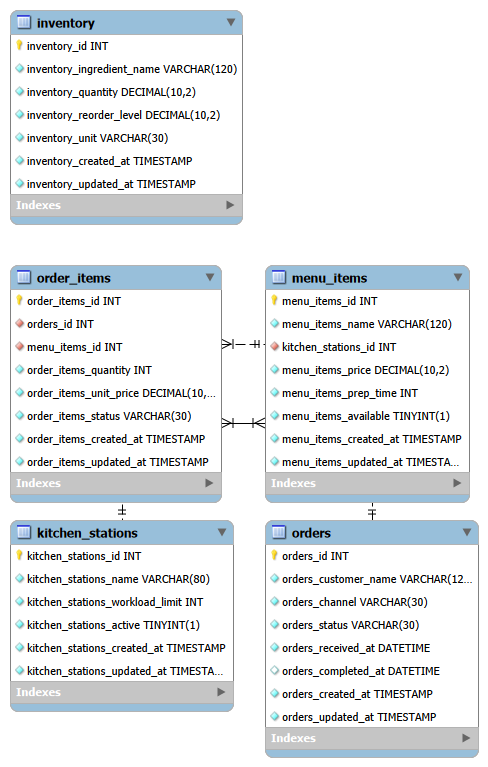 inventory
inventory_id INT
inventory_ingredient_name VARCHAR(120)
inventory_quantity DECIMAL(10,2)
inventory_reorder_level DECIMAL(10,2)
inventory_unit VARCHAR(30)
inventory_created_at TIMESTAMP
inventory_updated_at TIMESTAMP
Indexes
order_items
order_items_id INT
orders_id INT
menu_items_id INT
order_items_quantity INT
order_items_unit_price DECIMAL(10,...
order_items_status VARCHAR(30)
order_items_created_at TIMESTAMP
order_items_updated_at TIMESTAMP
Indexes
menu_items
menu_items_id INT
menu_items_name VARCHAR(120)
kitchen_stations_id INT
menu_items_price DECIMAL(10,2)
menu_items_prep_time INT
menu_items_available TINYINT(1)
menu_items_created_at TIMESTAMP
menu_items_updated_at TIMESTA...
Indexes
kitchen_stations
kitchen_stations_id INT
kitchen_stations_name VARCHAR(80)
kitchen_stations_workload_limit INT
kitchen_stations_active TINYINT(1)
kitchen_stations_created_at TIMESTAMP
kitchen_stations_updated_at TIMESTA...
Indexes
orders
orders_id INT
orders_customer_name VARCHAR(12...
orders_channel VARCHAR(30)
orders_status VARCHAR(30)
orders_received_at DATETIME
orders_completed_at DATETIME
orders_created_at TIMESTAMP
orders_updated_at TIMESTAMP
Indexes